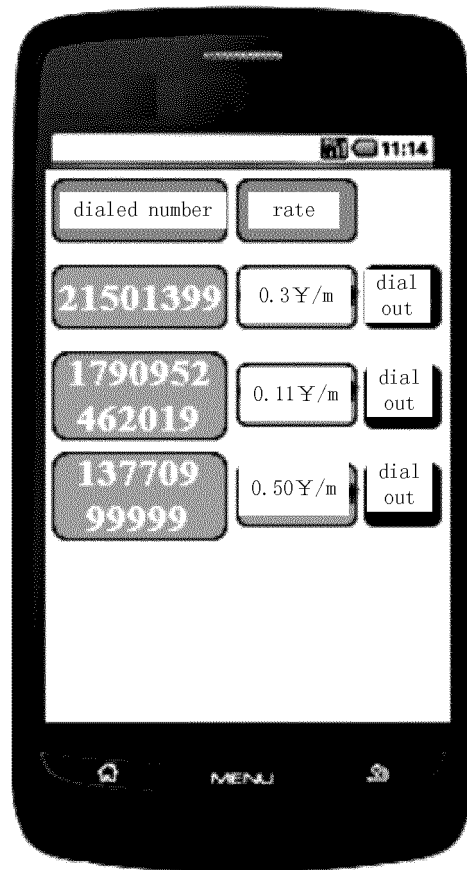 11:14
dialed number rate
21501399 0.3¥/m dial
out
1790952
462019 0.11¥/m dial
out
137709
99999 0.50¥/m dial
out
MENU